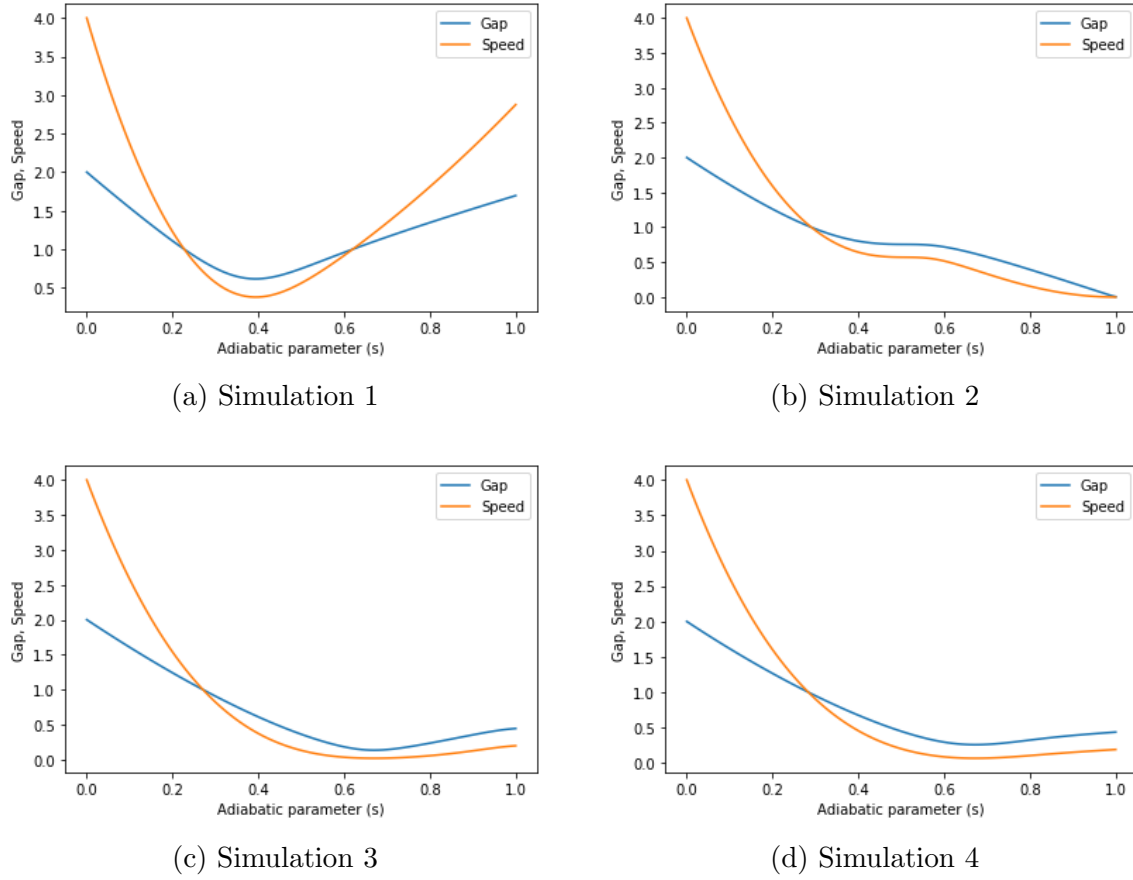 4.0
3.5
3.0
2.5
2.0
1.5
1.0
0.5
Gap, Speed
Gap
Speed
0.0 0.2 0.4 0.6 0.8 1.0
Adiabatic parameter (s)
(a) Simulation 1
4.0
3.5
3.0
2.5
2.0
1.5
1.0
0.5
0.0
Gap, Speed
Gap
Speed
0.0 0.2 0.4 0.6 0.8 1.0
Adiabatic parameter (s)
(b) Simulation 2
4.0
3.5
3.0
2.5
2.0
1.5
1.0
0.5
0.0
Gap, Speed
Gap
Speed
0.0 0.2 0.4 0.6 0.8 1.0
Adiabatic parameter (s)
(c) Simulation 3
4.0
3.5
3.0
2.5
2.0
1.5
1.0
0.5
0.0
Gap, Speed
Gap
Speed
0.0 0.2 0.4 0.6 0.8 1.0
Adiabatic parameter (s)
(d) Simulation 4